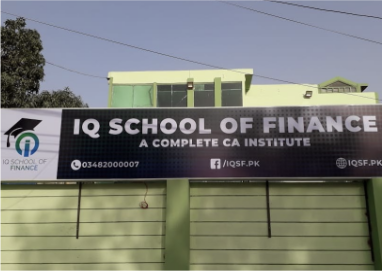 IQ SCHOOL OF FINANCE
A COMPLETE CA INSTITUTE
03482000007 /IQSF.PK IQSF.PK
IQ SCHOOL OF
FINANCE